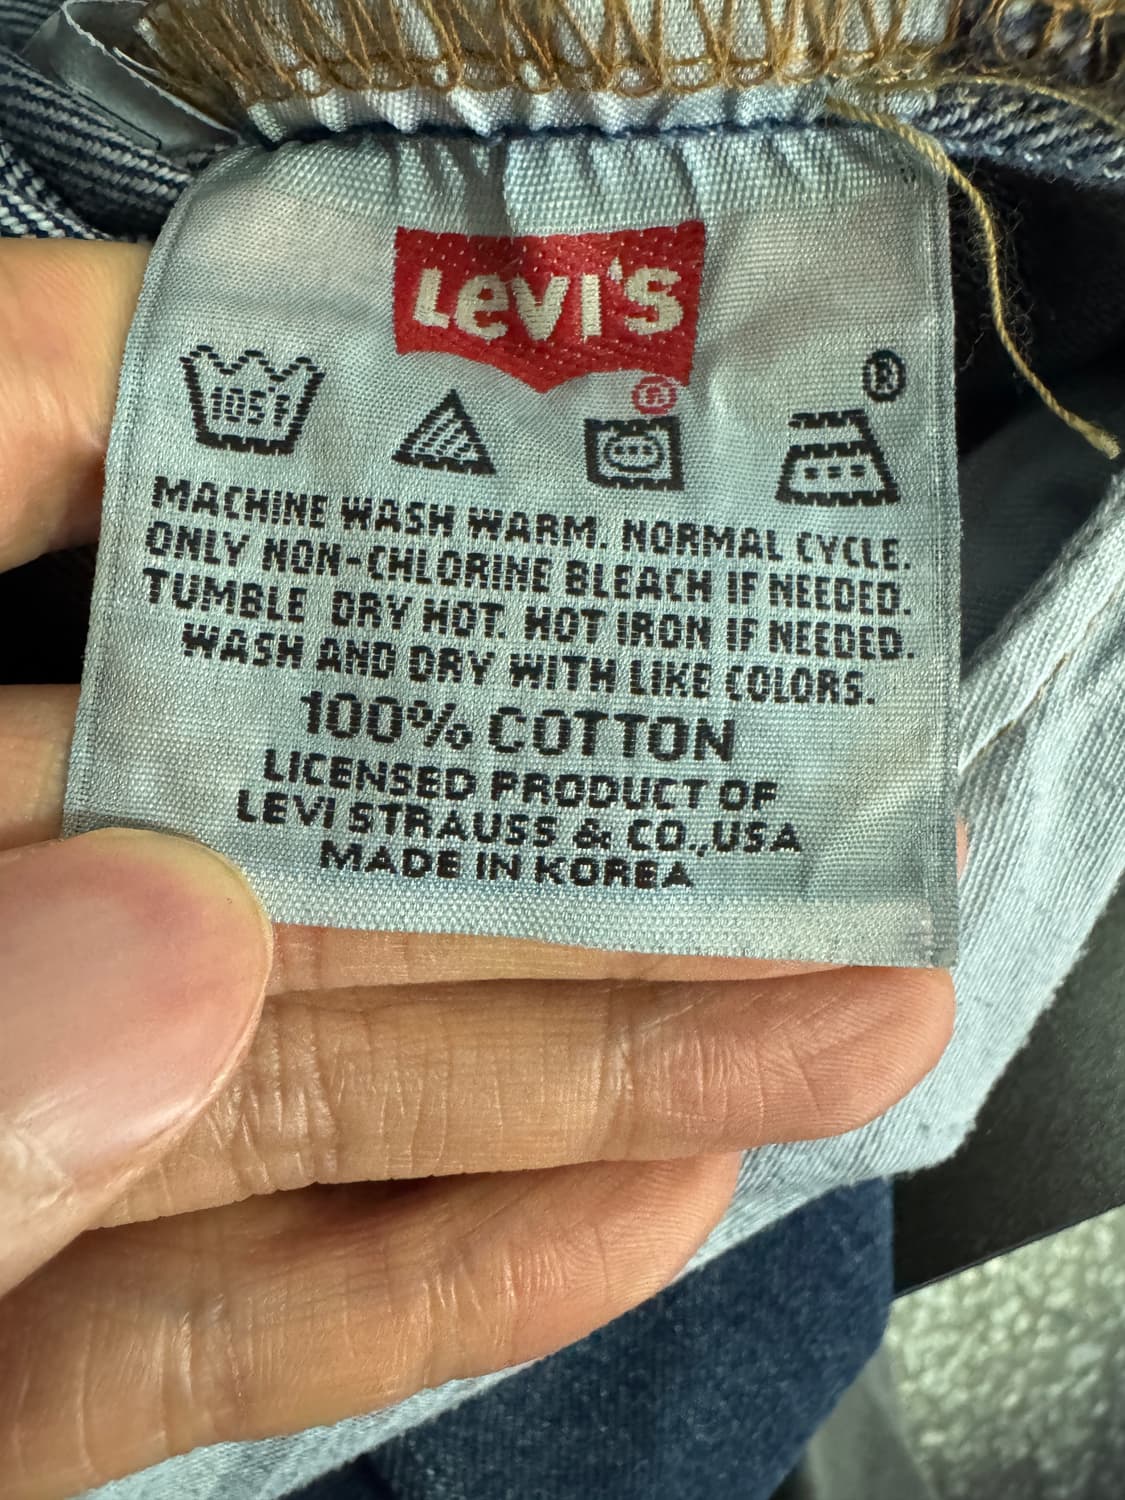 Levi's
®
®
105F
MACHINE WASH WARM. NORMAL CYCLE.
ONLY NON-CHLORINE BLEACH IF NEEDED.
TUMBLE DRY HOT. HOT IRON IF NEEDED.
WASH AND DRY WITH LIKE COLORS.
100% COTTON
LICENSED PRODUCT OF
LEVI STRAUSS & CO.,USA
MADE IN KOREA